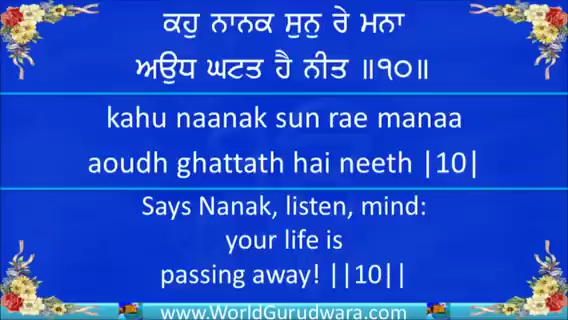 ਕਹੁ ਨਾਨਕ ਸੁਨੁ ਰੇ ਮਨਾ
ਅਉਧ ਘਟਤ ਹੈ ਨੀਤ ॥੧੦॥
kahu naanak sun rae manaa
aoudh ghattath hai neeth |10|
Says Nanak, listen, mind:
your life is
passing away! ||10||
www.WorldGurudwara.com